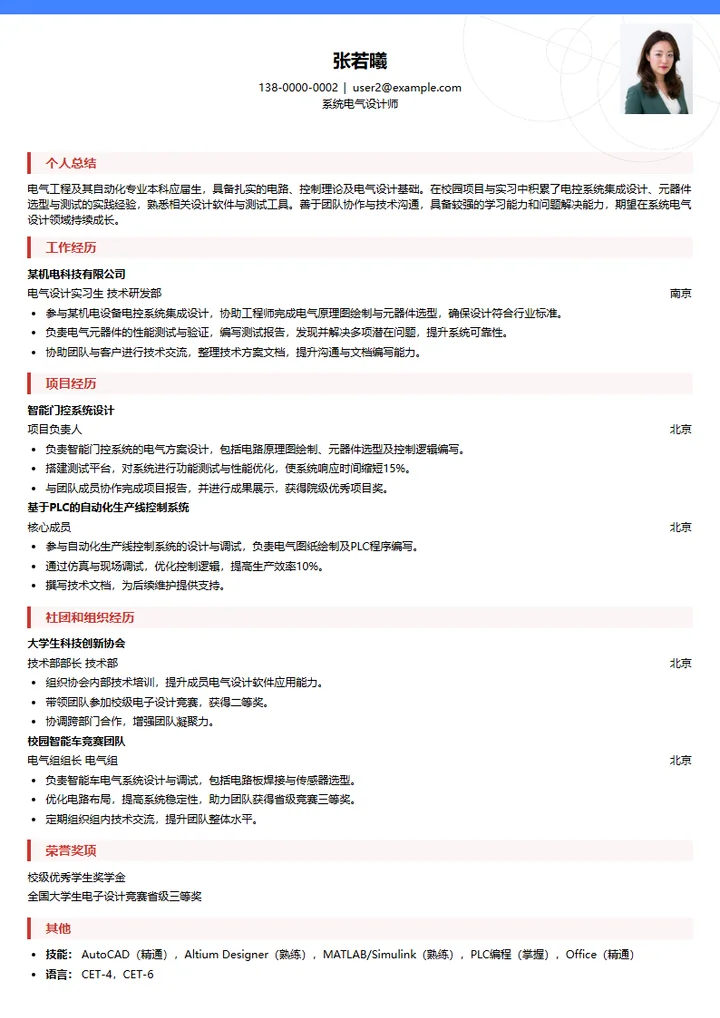 张若曦
138-0000-0002 | user2@example.com
系统电气设计师
个人总结
电气工程及其自动化专业本科应届生，具备扎实的电路、控制理论及电气设计基础。在校园项目与实习中积累了电控系统集成设计、元器件
选型与测试的实践经验，熟悉相关设计软件与测试工具。善于团队协作与技术沟通，具备较强的学习能力和问题解决能力，期望在系统电气
设计领域持续成长。
工作经历
某机电科技有限公司
电气设计实习生 技术研发部 南京
• 参与某机电设备电控系统集成设计，协助工程师完成电气原理图绘制与元器件选型，确保设计符合行业标准。
• 负责电气元器件的性能测试与验证，编写测试报告，发现并解决多项潜在问题，提升系统可靠性。
• 协助团队与客户进行技术交流，整理技术方案文档，提升沟通与文档编写能力。
项目经历
智能门控系统设计
项目负责人 北京
• 负责智能门控系统的电气方案设计，包括电路原理图绘制、元器件选型及控制逻辑编写。
• 搭建测试平台，对系统进行功能测试与性能优化，使系统响应时间缩短15%。
• 与团队成员协作完成项目报告，并进行成果展示，获得院级优秀项目奖。
基于PLC的自动化生产线控制系统
核心成员 北京
• 参与自动化生产线控制系统的设计与调试，负责电气图纸绘制及PLC程序编写。
• 通过仿真与现场调试，优化控制逻辑，提高生产效率10%。
• 撰写技术文档，为后续维护提供支持。
社团和组织经历
大学生科技创新协会
技术部部长 技术部 北京
• 组织协会内部技术培训，提升成员电气设计软件应用能力。
• 带领团队参加校级电子设计竞赛，获得二等奖。
• 协调跨部门合作，增强团队凝聚力。
校园智能车竞赛团队
电气组组长 电气组 北京
• 负责智能车电气系统设计与调试，包括电路板焊接与传感器选型。
• 优化电路布局，提高系统稳定性，助力团队获得省级竞赛三等奖。
• 定期组织组内技术交流，提升团队整体水平。
荣誉奖项
校级优秀学生奖学金
全国大学生电子设计竞赛省级三等奖
其他
• 技能： AutoCAD（精通），Altium Designer（熟练），MATLAB/Simulink（熟练），PLC编程（掌握），Office（精通）
• 语言： CET-4，CET-6